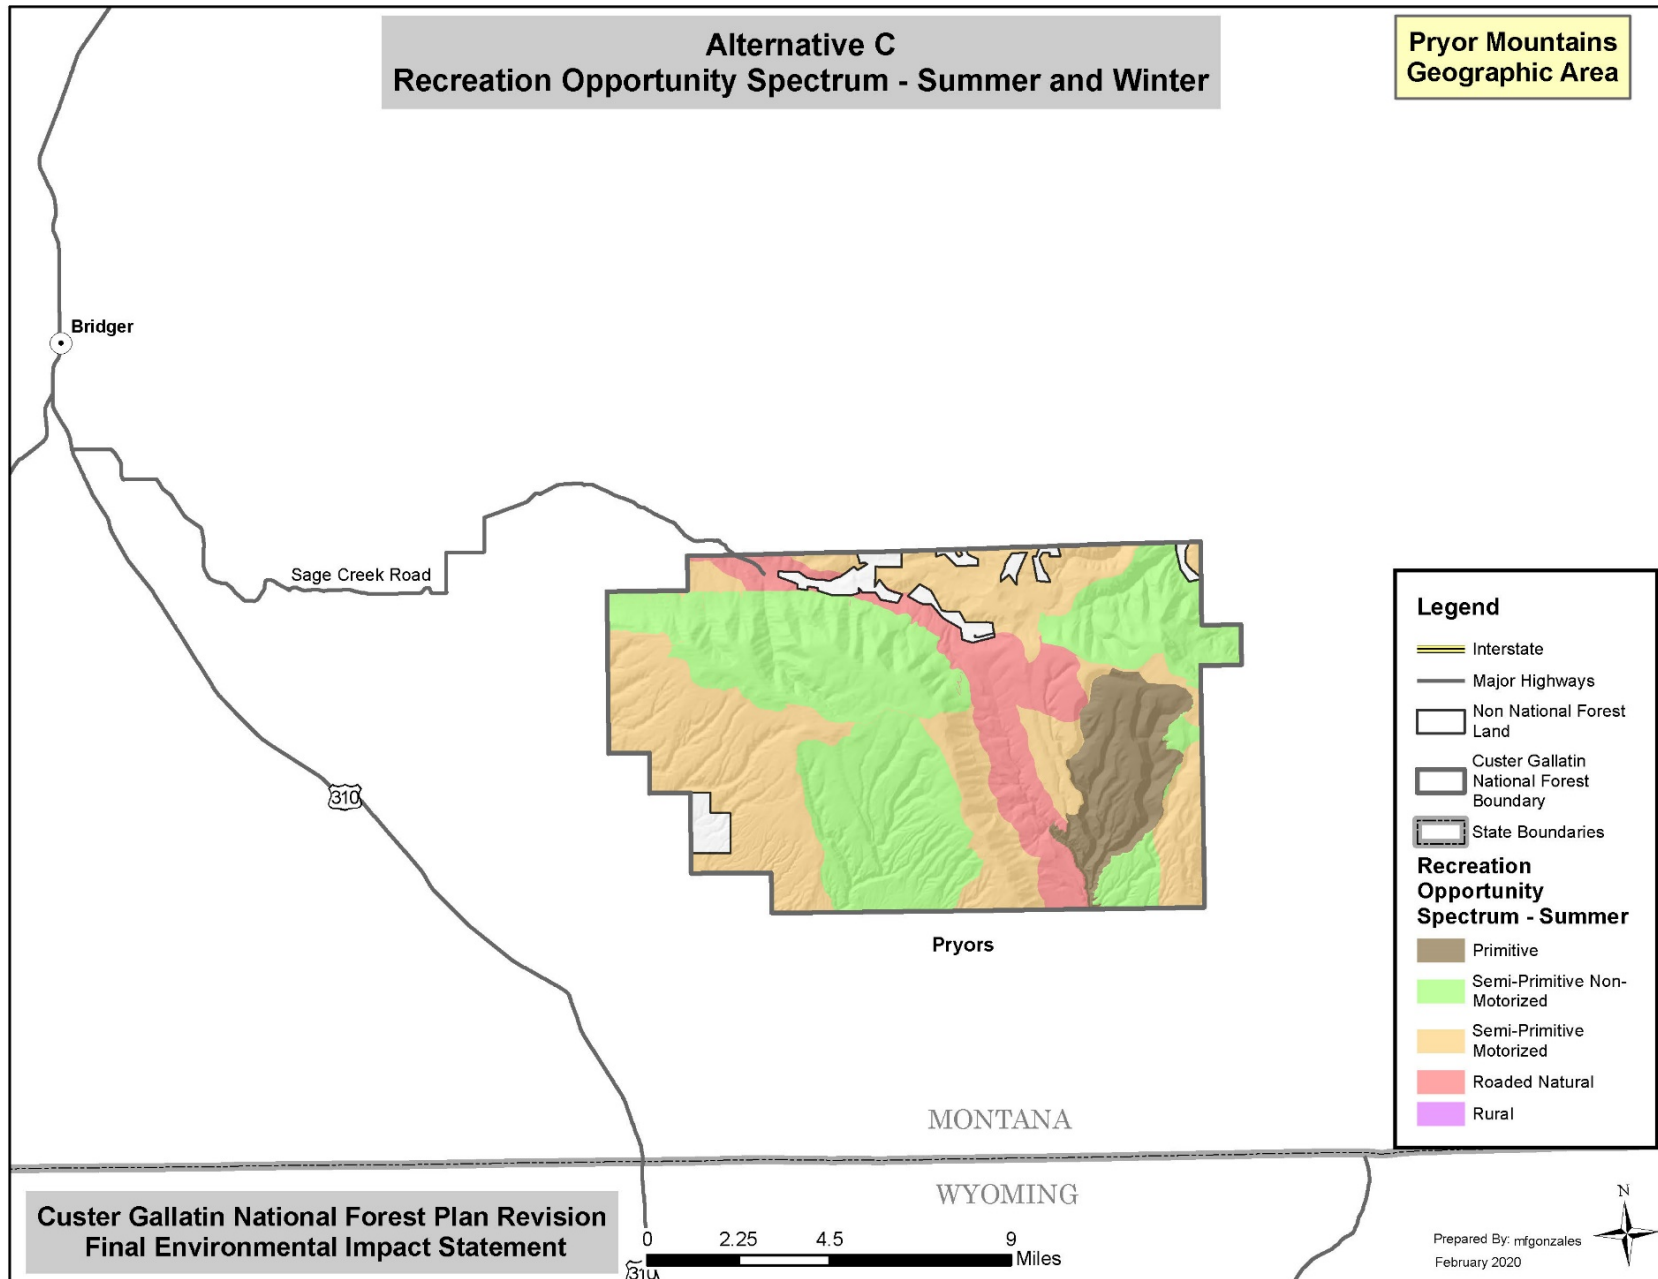 Alternative C
Recreation Opportunity Spectrum - Summer and Winter
Pryor Mountains
Geographic Area
Bridger
Sage Creek Road
310
Pryors
Legend
Interstate
Major Highways
Non National Forest
Land
Custer Gallatin
National Forest
Boundary
State Boundaries
Recreation
Opportunity
Spectrum - Summer
Primitive
Semi-Primitive Non-
Motorized
Semi-Primitive
Motorized
Roaded Natural
Rural
MONTANA
WYOMING
Custer Gallatin National Forest Plan Revision
Final Environmental Impact Statement
0 2.25 4.5 9
Miles
310
N
Prepared By: mfgonzales
February 2020